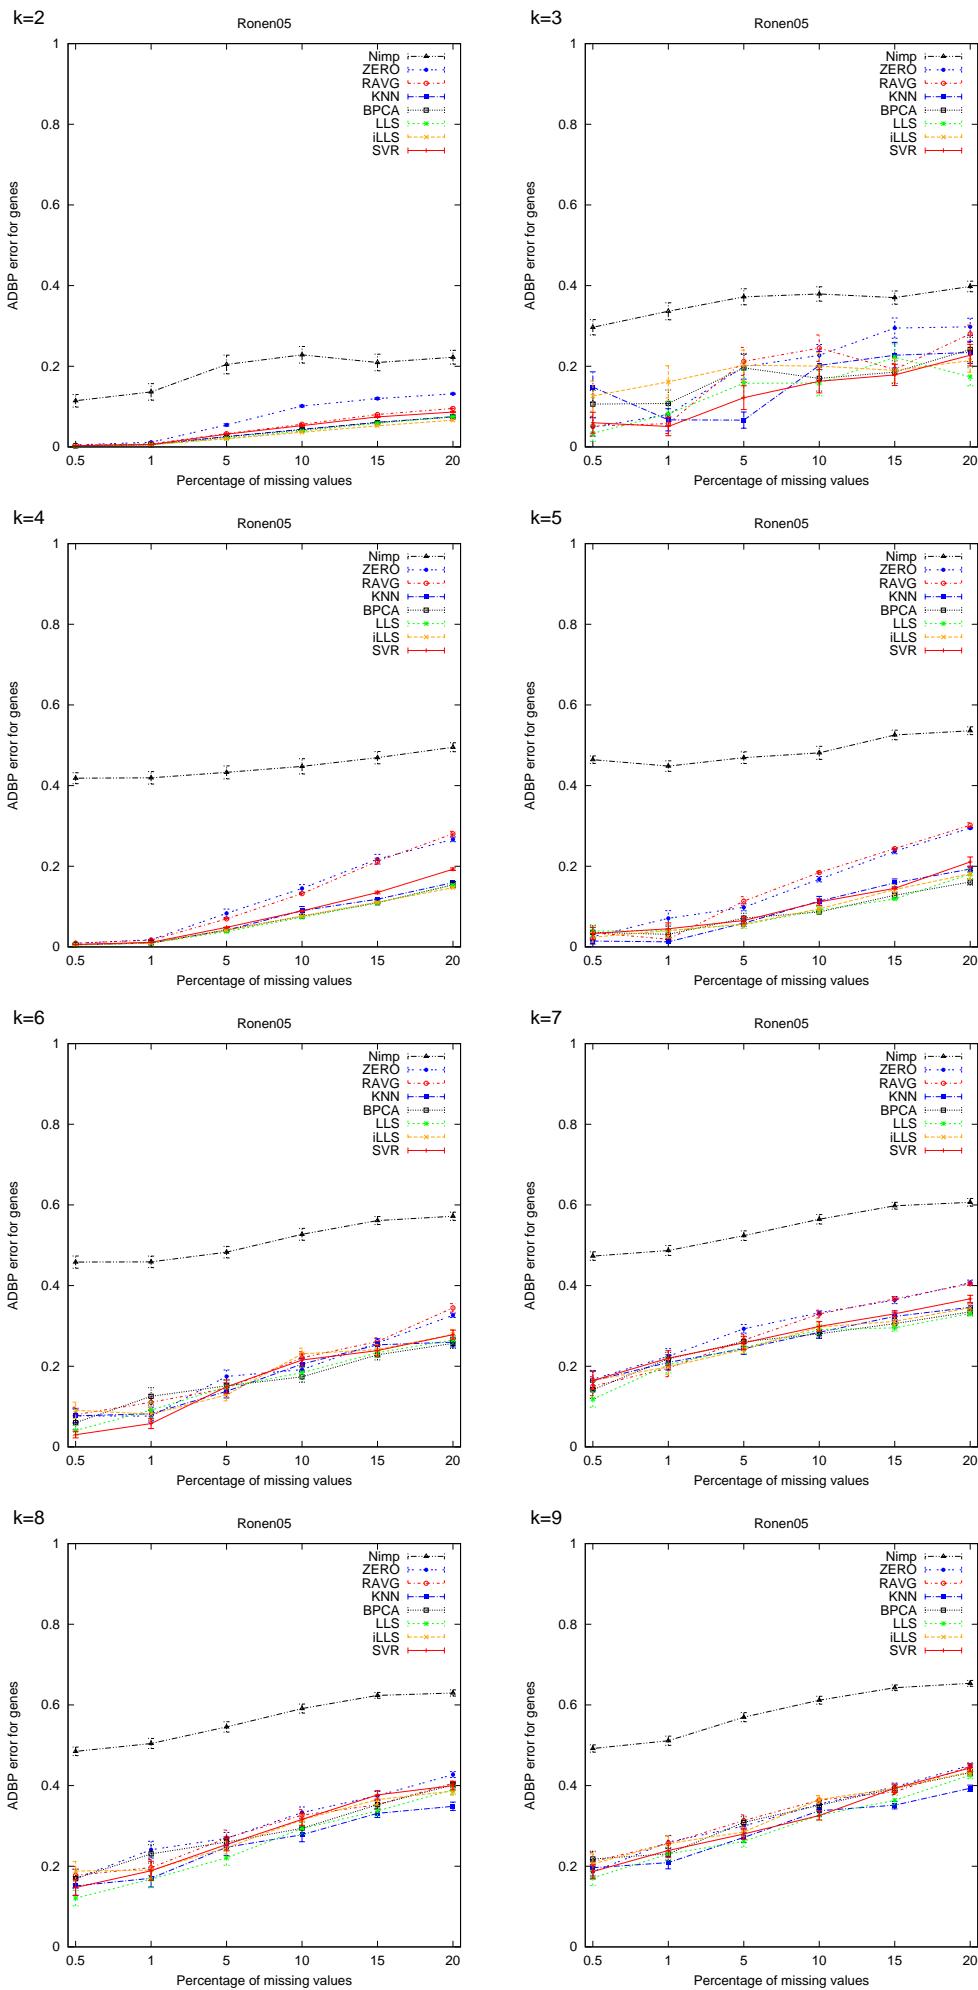 k=2
Ronen05
ADBP error for genes
1
0.8
0.6
0.4
0.2
0
Nimp
ZERO
RAVG
KNN
BPCA
LLS
iLLS
SVR
0.5 1 5 10 15 20
Percentage of missing values
k=3
Ronen05
ADBP error for genes
1
0.8
0.6
0.4
0.2
0
Nimp
ZERO
RAVG
KNN
BPCA
LLS
iLLS
SVR
0.5 1 5 10 15 20
Percentage of missing values
k=4
Ronen05
ADBP error for genes
1
0.8
0.6
0.4
0.2
0
Nimp
ZERO
RAVG
KNN
BPCA
LLS
iLLS
SVR
0.5 1 5 10 15 20
Percentage of missing values
k=5
Ronen05
ADBP error for genes
1
0.8
0.6
0.4
0.2
0
Nimp
ZERO
RAVG
KNN
BPCA
LLS
iLLS
SVR
0.5 1 5 10 15 20
Percentage of missing values
k=6
Ronen05
ADBP error for genes
1
0.8
0.6
0.4
0.2
0
Nimp
ZERO
RAVG
KNN
BPCA
LLS
iLLS
SVR
0.5 1 5 10 15 20
Percentage of missing values
k=7
Ronen05
ADBP error for genes
1
0.8
0.6
0.4
0.2
0
Nimp
ZERO
RAVG
KNN
BPCA
LLS
iLLS
SVR
0.5 1 5 10 15 20
Percentage of missing values
k=8
Ronen05
ADBP error for genes
1
0.8
0.6
0.4
0.2
0
Nimp
ZERO
RAVG
KNN
BPCA
LLS
iLLS
SVR
0.5 1 5 10 15 20
Percentage of missing values
k=9
Ronen05
ADBP error for genes
1
0.8
0.6
0.4
0.2
0
Nimp
ZERO
RAVG
KNN
BPCA
LLS
iLLS
SVR
0.5 1 5 10 15 20
Percentage of missing values